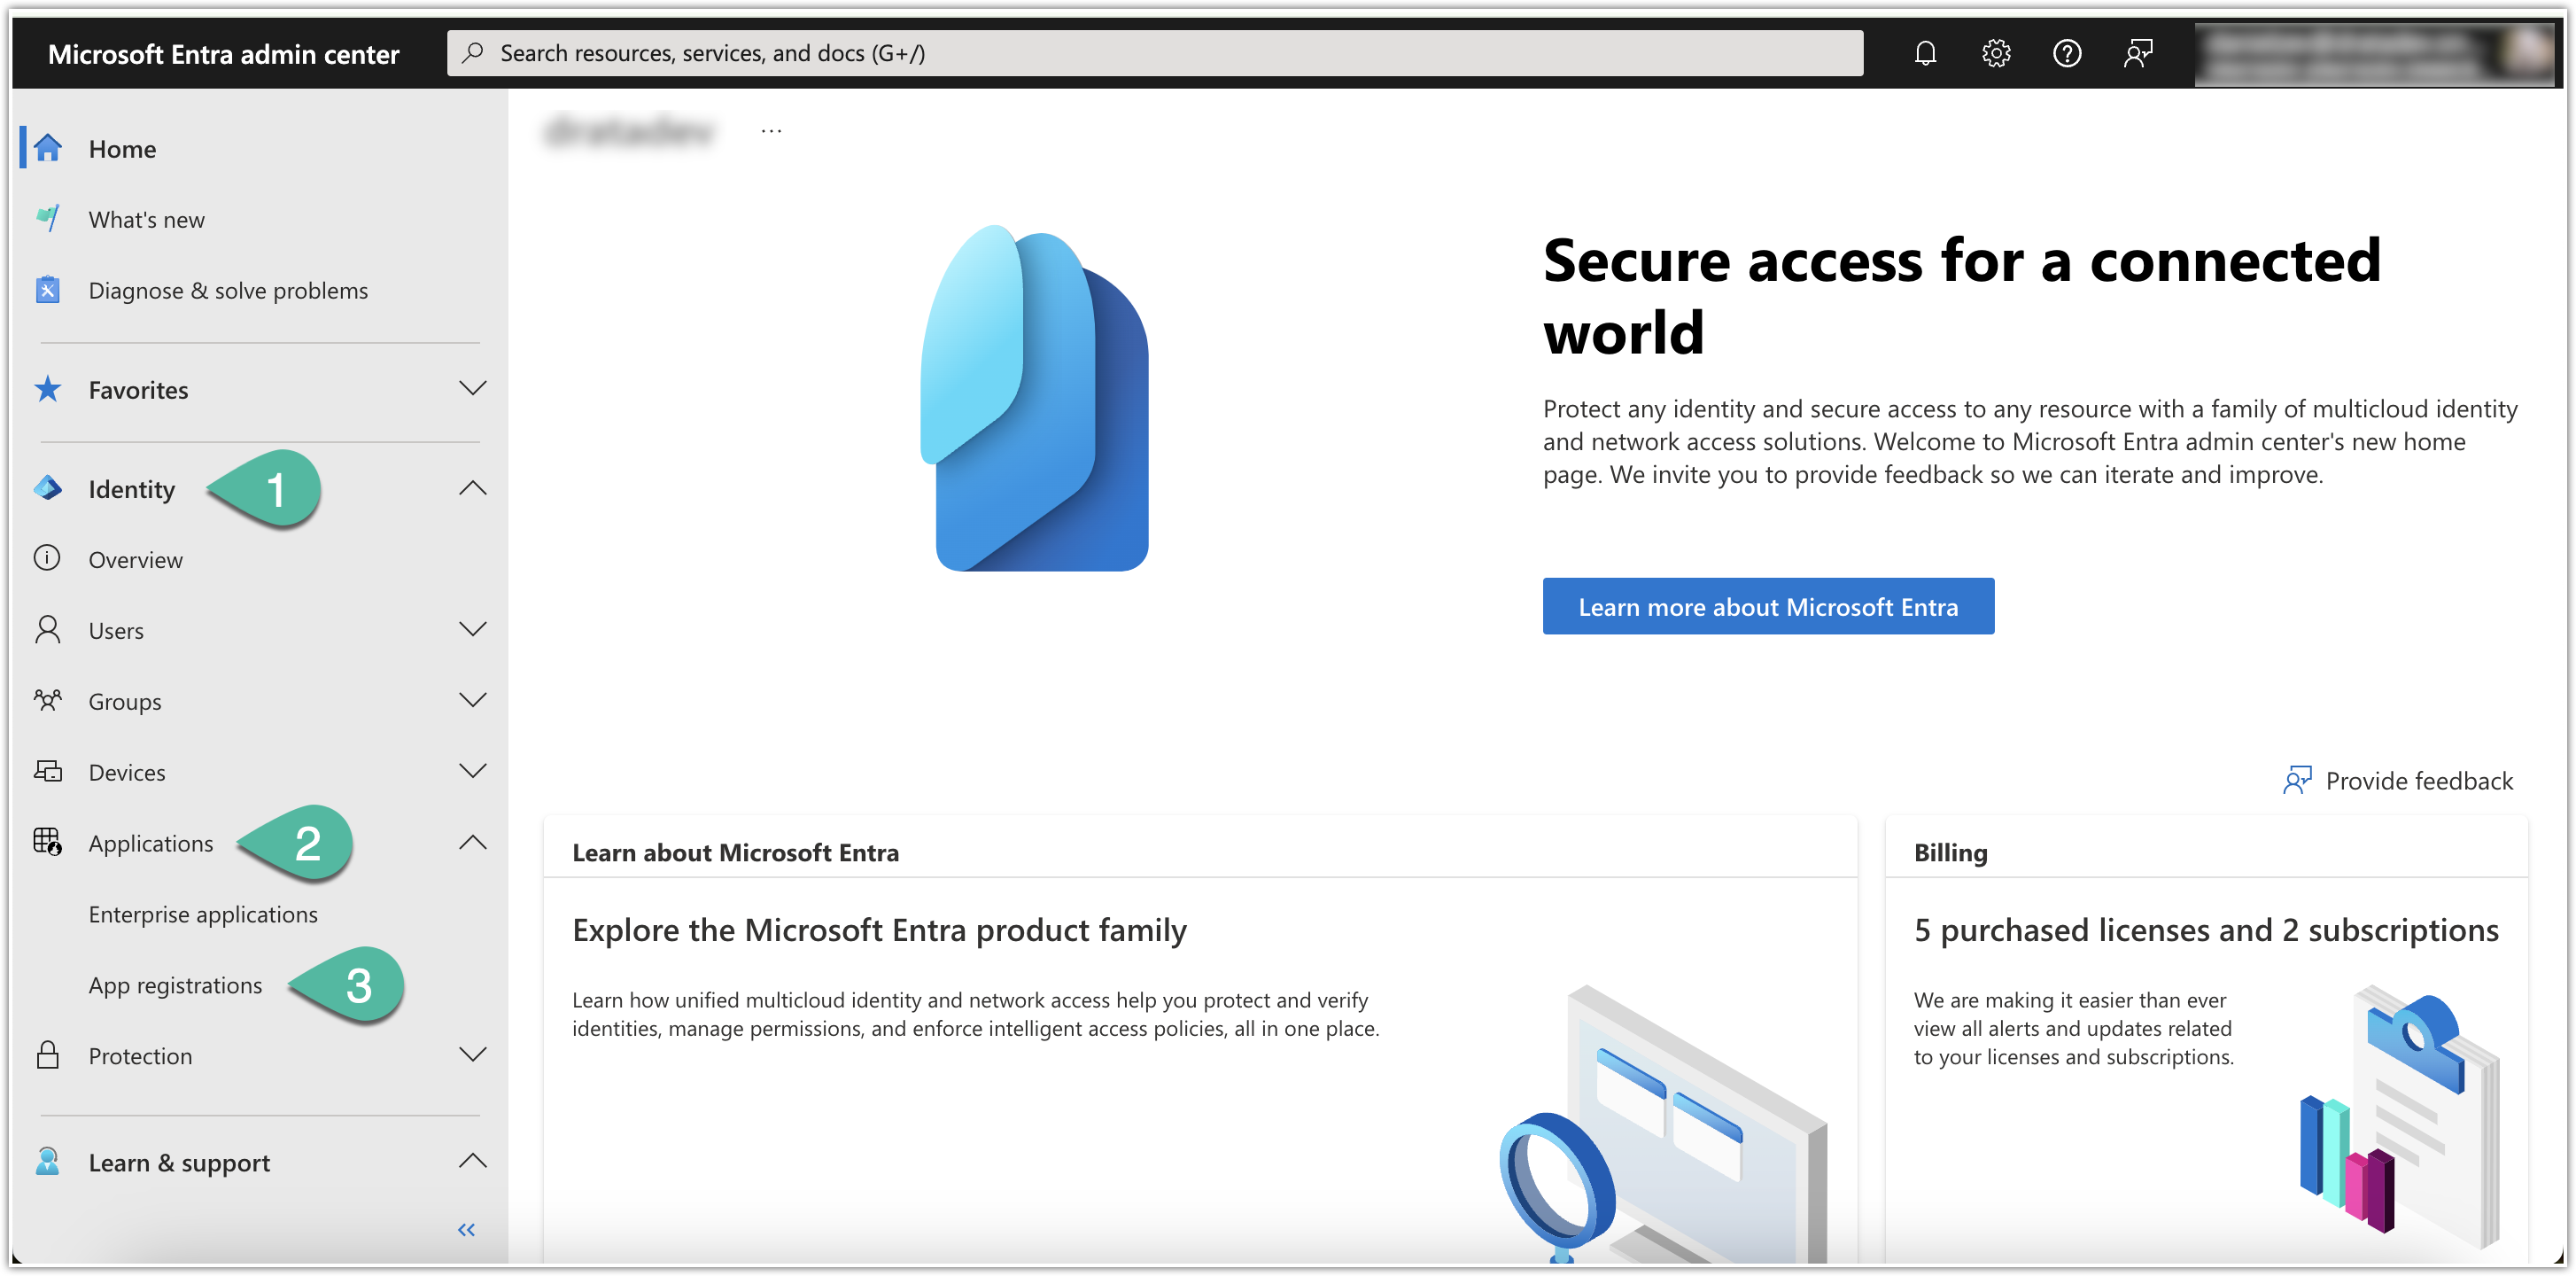 Microsoft Entra admin center
Search resources, services, and docs (G+/)
Home
What's new
Diagnose & solve problems
Favorites
Identity
1
Overview
Users
Groups
Devices
Applications
2
Enterprise applications
App registrations
3
Protection
Learn & support
...
Secure access for a connected
world
Protect any identity and secure access to any resource with a family of multicloud identity
and network access solutions. Welcome to Microsoft Entra admin center's new home
page. We invite you to provide feedback so we can iterate and improve.
Learn more about Microsoft Entra
Provide feedback
Learn about Microsoft Entra
Explore the Microsoft Entra product family
Learn how unified multicloud identity and network access help you protect and verify
identities, manage permissions, and enforce intelligent access policies, all in one place.
Billing
5 purchased licenses and 2 subscriptions
We are making it easier than ever
view all alerts and updates related
to your licenses and subscriptions.